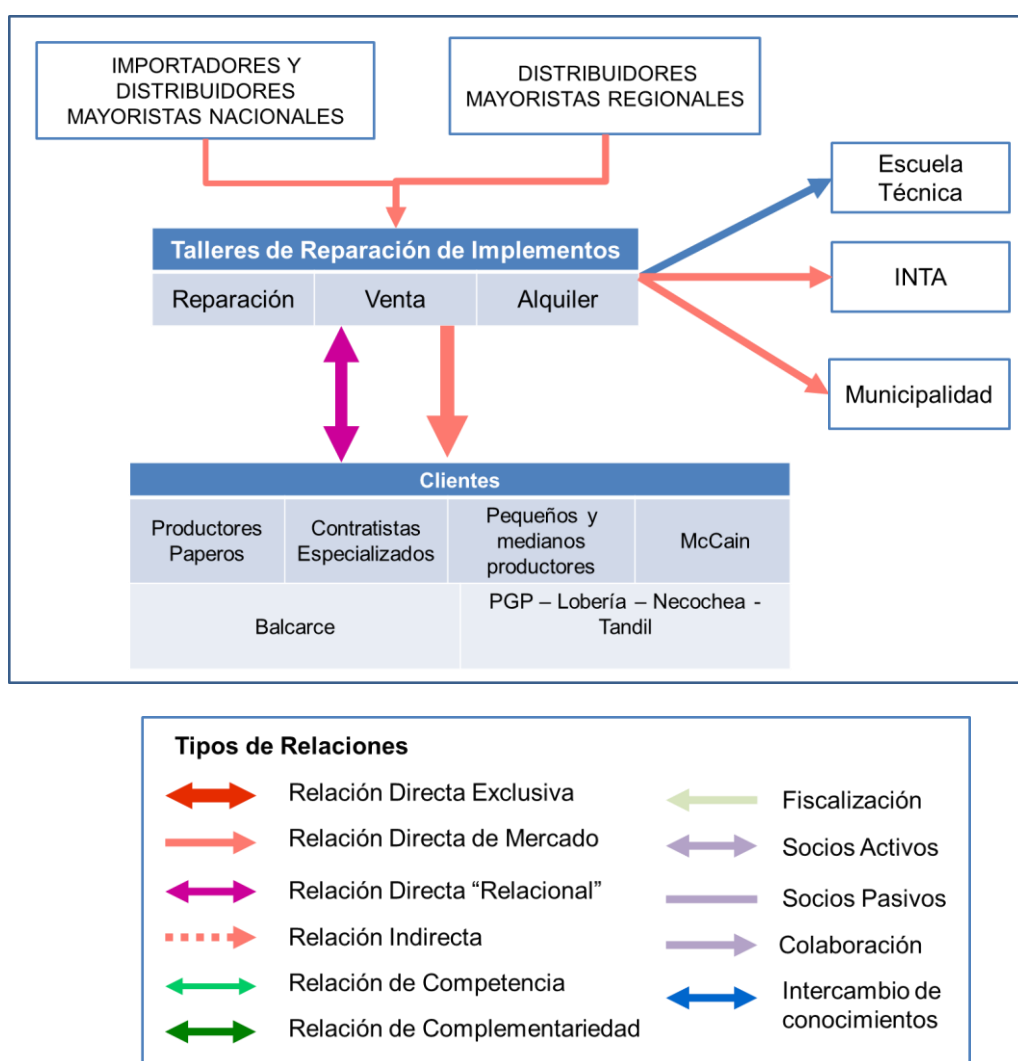 IMPORTADORES Y
DISTRIBUIDORES
MAYORISTAS NACIONALES
DISTRIBUIDORES
MAYORISTAS REGIONALES
Escuela
Técnica
INTA
Municipalidad
Talleres de Reparación de Implementos
Reparación
Venta
Alquiler
Clientes
Productores
Paperos
Contratistas
Especializados
Pequeños y
medianos
productores
McCain
Balcarce
PGP – Lobería – Necochea -
Tandil
Tipos de Relaciones
Relación Directa Exclusiva
Relación Directa de Mercado
Relación Directa “Relacional”
Relación Indirecta
Relación de Competencia
Relación de Complementariedad
Fiscalización
Socios Activos
Socios Pasivos
Colaboración
Intercambio de
conocimientos